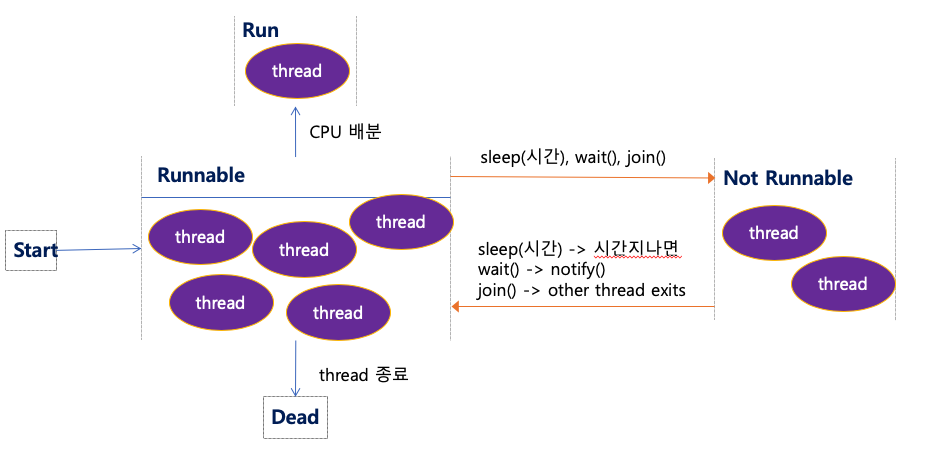 Run
thread
CPU 배분
Runnable
sleep(시간), wait(), join()
Not Runnable
thread
thread
thread
thread
thread
Start
sleep(시간) -> 시간지나면
wait() -> notify()
join() -> other thread exits
thread
thread
thread 종료
Dead